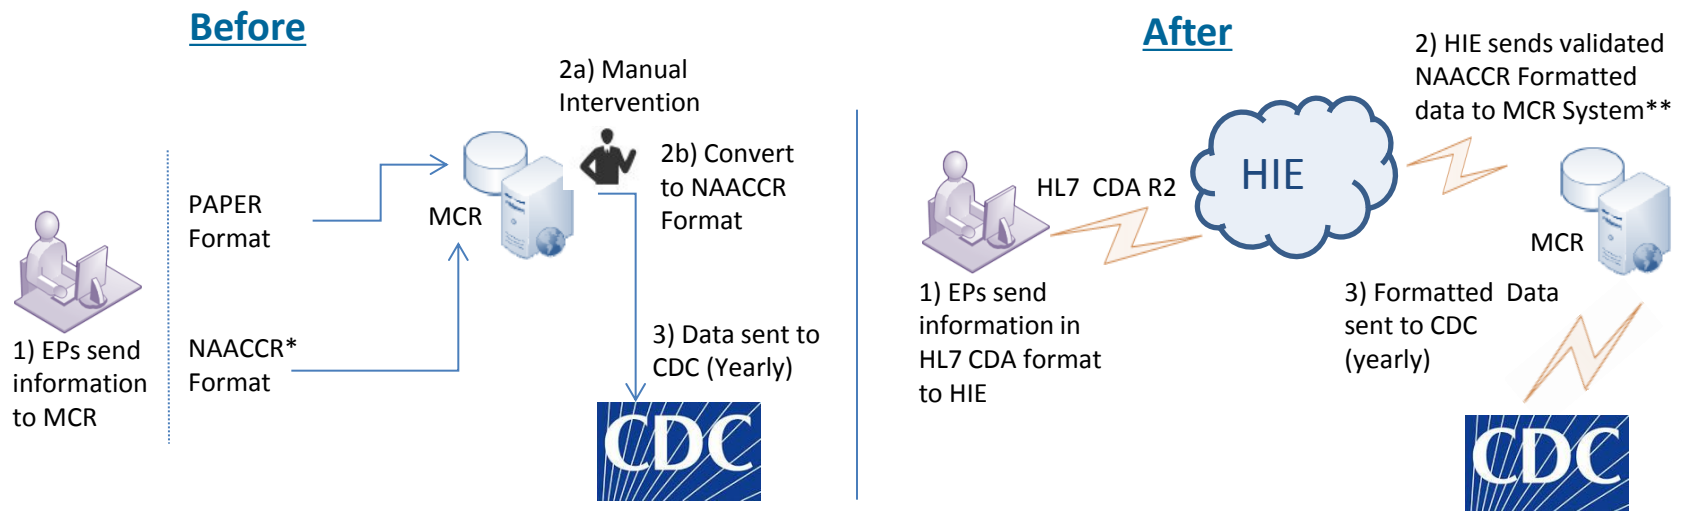 Before
2a) Manual
Intervention
2b) Convert
to NAACCR
Format
PAPER
Format
MCR
NAACCR*
Format
1) EPs send
information
to MCR
3) Data sent to
CDC (Yearly)
CDC
After
2) HIE sends validated
NAACCR Formatted
data to MCR System**
HIE
HL7 CDA R2
MCR
1) EPs send
information in
HL7 CDA format
to HIE
3) Formatted Data
sent to CDC
(yearly)
CDC